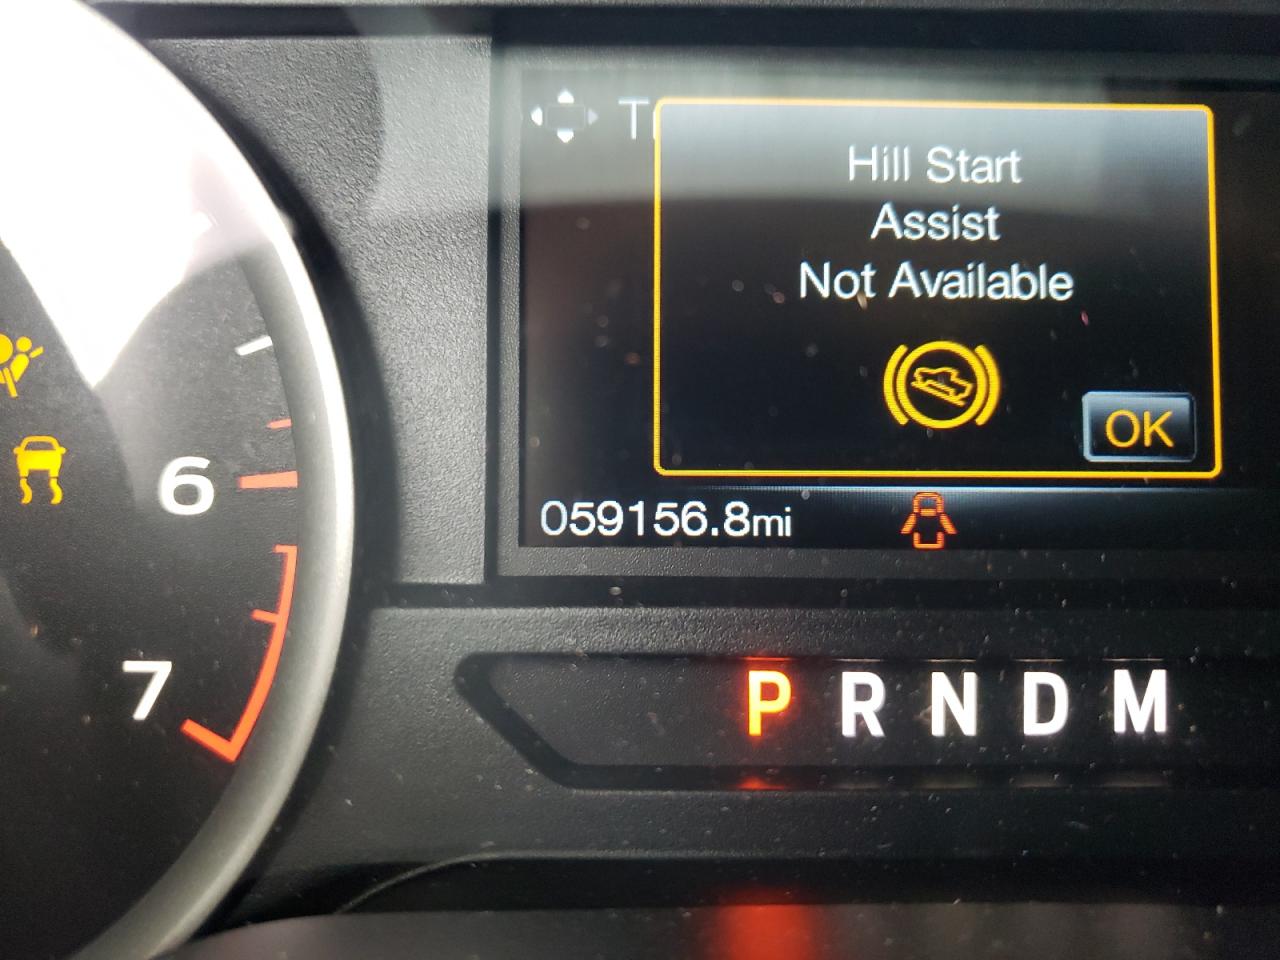 T
Hill Start
Assist
Not Available
OK
059156.8mi
6
7
P R N D M